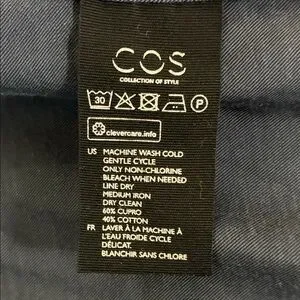 COS
COLLECTION OF STYLE
30 P
clevercare.info
US MACHINE WASH COLD
GENTLE CYCLE
ONLY NON-CHLORINE
BLEACH WHEN NEEDED
LINE DRY
MEDIUM IRON
DRY CLEAN
60% CUPRO
40% COTTON
FR LAVER À LA MACHINE À
L'EAU FROIDE CYCLE
DÉLICAT.
BLANCHIR SANS CHLORE